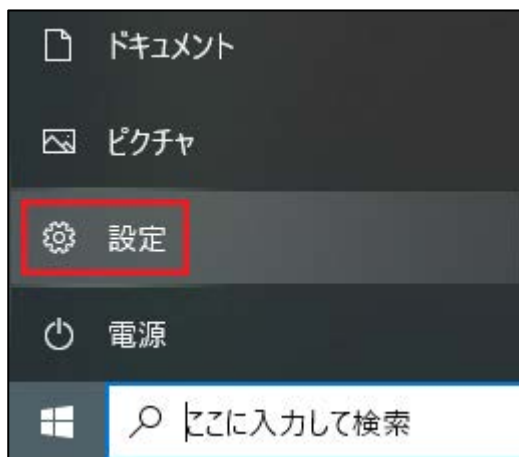 ドキュメント
ピクチャ
設定
電源
ここに入力して検索